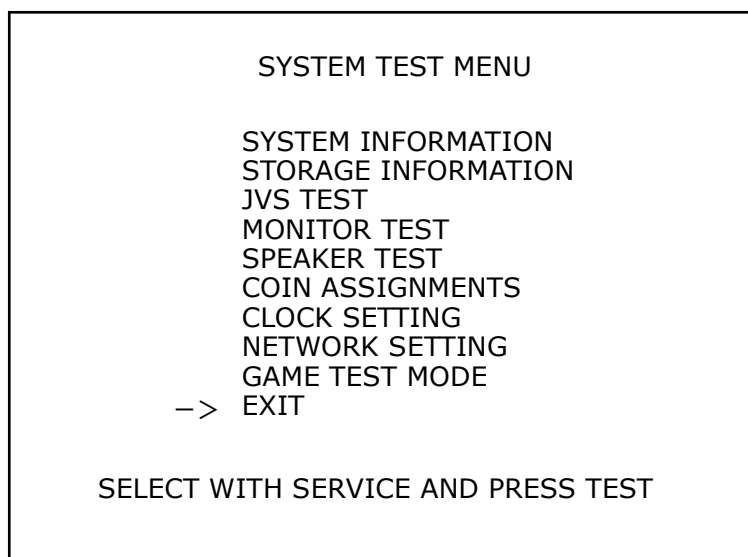 SYSTEM TEST MENU
SYSTEM INFORMATION
STORAGE INFORMATION
JVS TEST
MONITOR TEST
SPEAKER TEST
COIN ASSIGNMENTS
CLOCK SETTING
NETWORK SETTING
GAME TEST MODE
–> EXIT
SELECT WITH SERVICE AND PRESS TEST